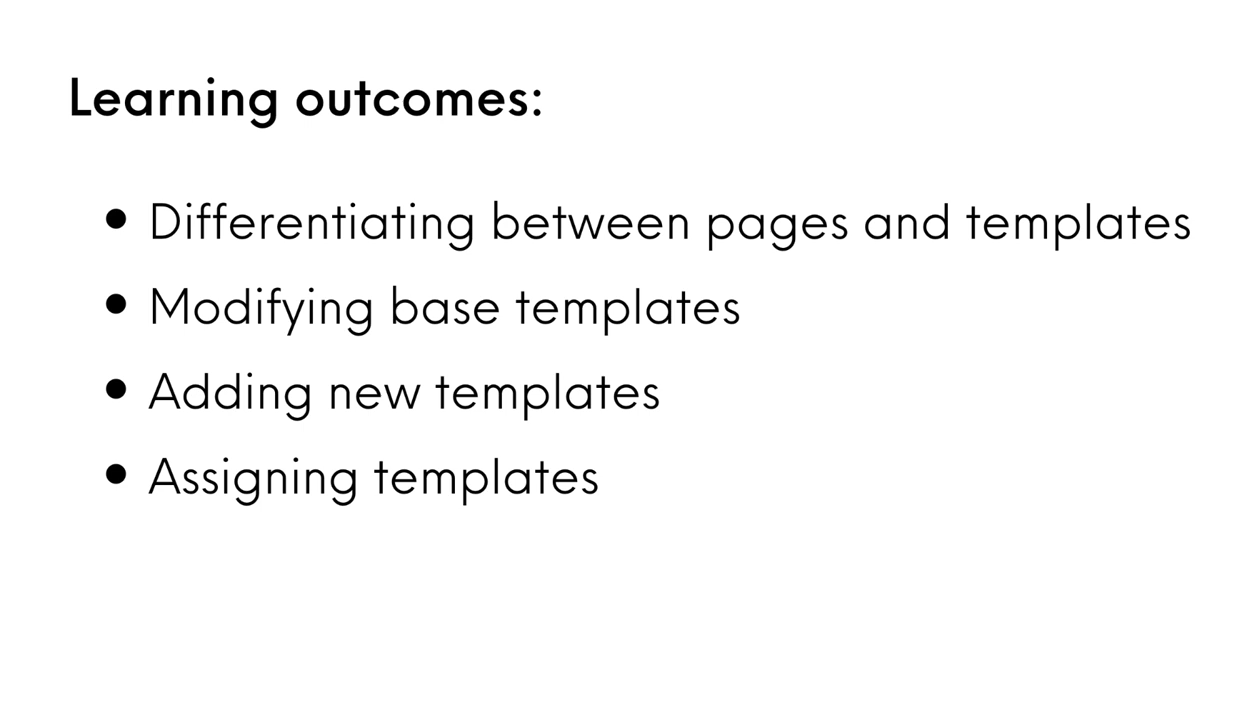 Learning outcomes:
• Differentiating between pages and templates
• Modifying base templates
• Adding new templates
• Assigning templates